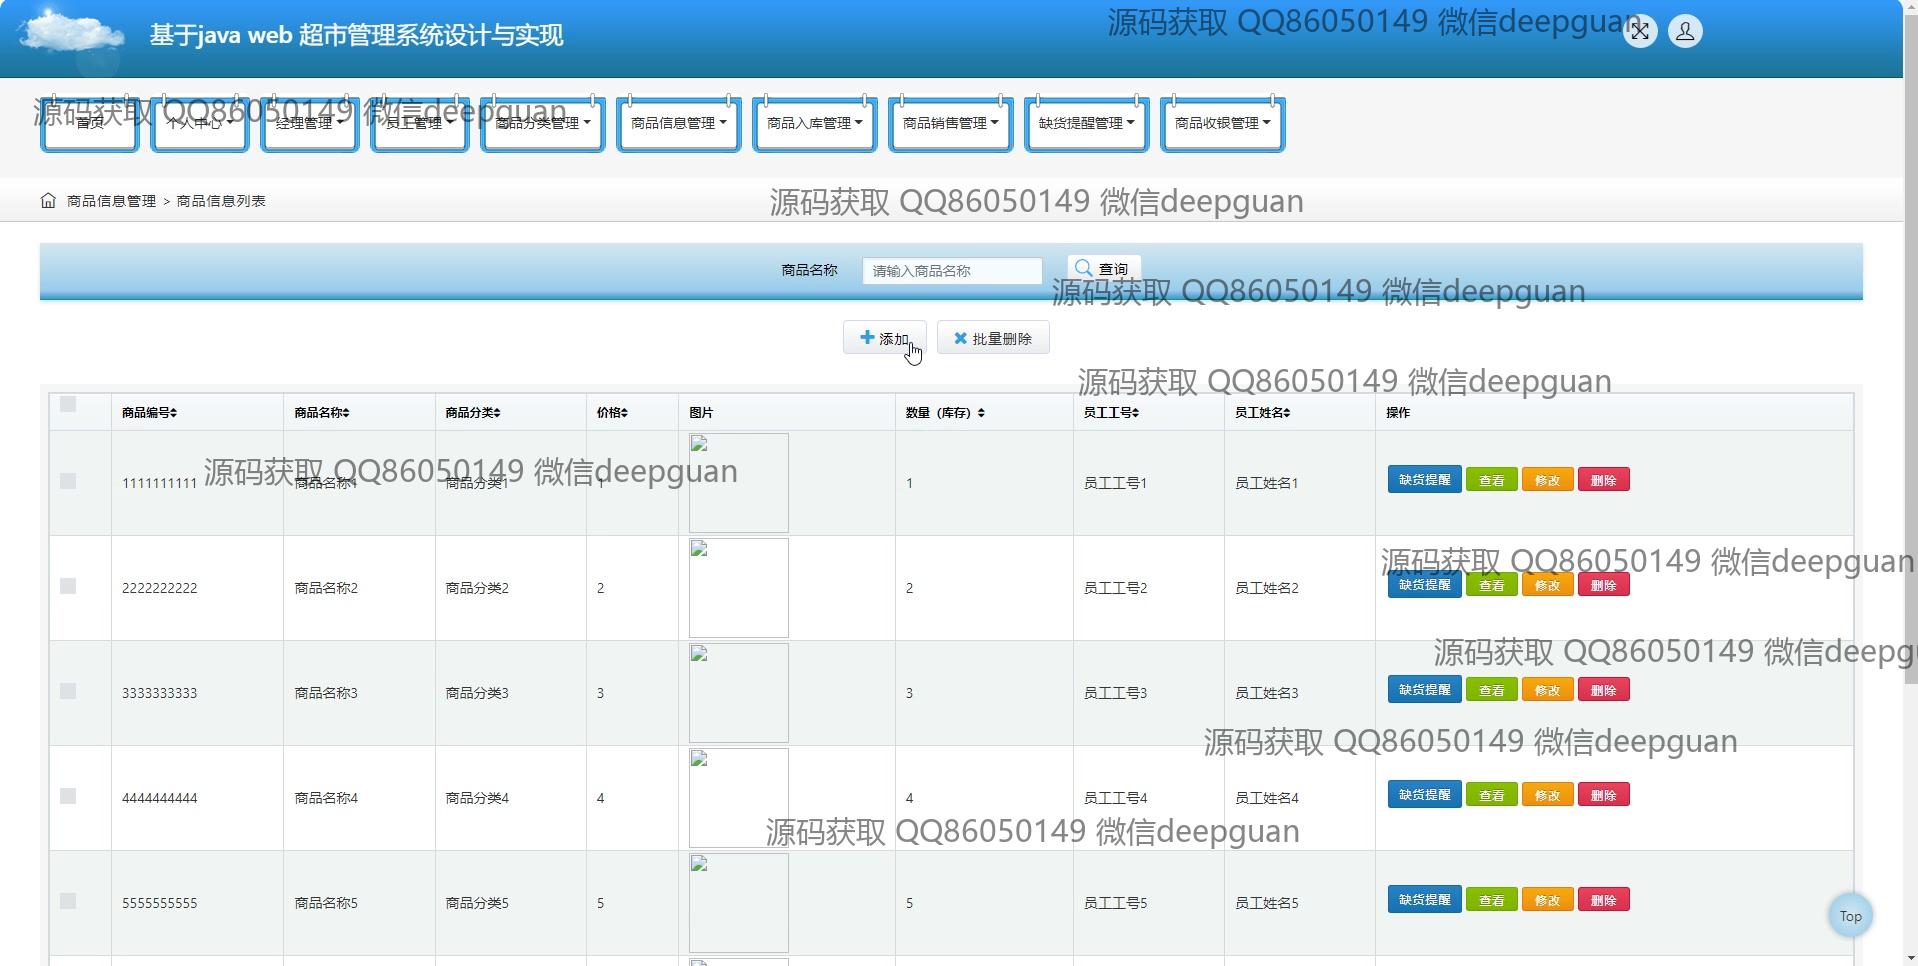 基于java web 超市管理系统设计与实现
源码获取 QQ86050149 微信deepguan
源码获取 QQ86050149 微信deepguan
首页 个人中心 经理管理 员工管理 商品分类管理 商品信息管理 商品入库管理 商品销售管理 缺货提醒管理 商品收银管理
商品信息管理 > 商品信息列表
源码获取 QQ86050149 微信deepguan
商品名称 请输入商品名称 查询
源码获取 QQ86050149 微信deepguan
添加 批量删除
源码获取 QQ86050149 微信deepguan
商品编号 商品名称 商品分类 价格 图片 数量（库存） 员工工号 员工姓名 操作
源码获取 QQ86050149 微信deepguan
1111111111 商品名称1 商品分类1 1 1 员工工号1 员工姓名1 缺货提醒 查看 修改 删除
源码获取 QQ86050149 微信deepguan
2222222222 商品名称2 商品分类2 2 2 员工工号2 员工姓名2 缺货提醒 查看 修改 删除
源码获取 QQ86050149 微信deepgu
3333333333 商品名称3 商品分类3 3 3 员工工号3 员工姓名3 缺货提醒 查看 修改 删除
源码获取 QQ86050149 微信deepguan
4444444444 商品名称4 商品分类4 4 4 员工工号4 员工姓名4 缺货提醒 查看 修改 删除
源码获取 QQ86050149 微信deepguan
5555555555 商品名称5 商品分类5 5 5 员工工号5 员工姓名5 缺货提醒 查看 修改 删除
Top